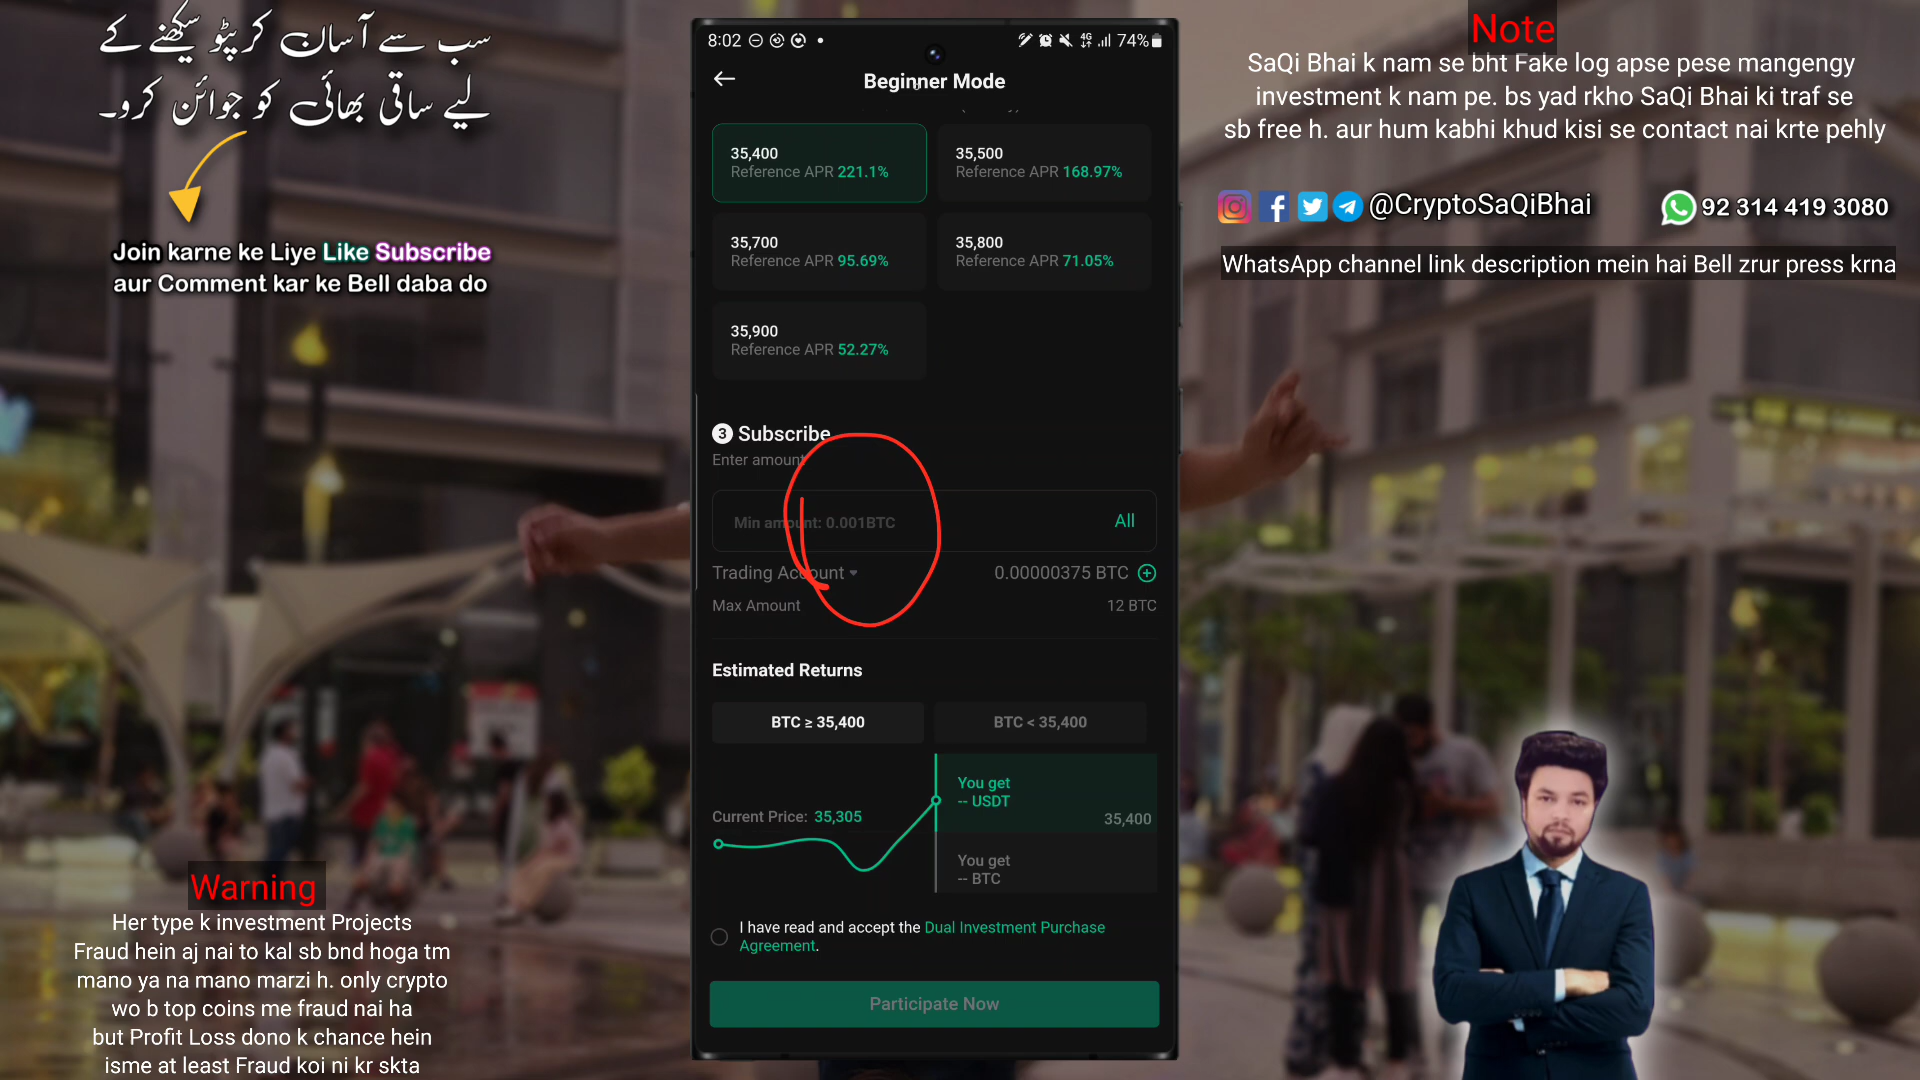 سب سے آسان کرپٹو سکھنے کے
لیے ساقی بھائی کو جوائن کرو۔
Join karne ke Liye Like Subscribe
aur Comment kar ke Bell daba do
Warning
Her type k investment Projects
Fraud hein aj nai to kal sb bnd hoga tm
mano ya na mano marzi h. only crypto
wo b top coins me fraud nai ha
but Profit Loss dono k chance hein
isme at least Fraud koi ni kr skta
8:02
4G
74%
Beginner Mode
35,400
Reference APR 221.1%
35,500
Reference APR 168.97%
35,700
Reference APR 95.69%
35,800
Reference APR 71.05%
35,900
Reference APR 52.27%
3 Subscribe
Enter amount
Min amount: 0.001BTC
All
Trading Account
0.00000375 BTC
Max Amount
12 BTC
Estimated Returns
BTC ≥ 35,400
BTC < 35,400
You get
-- USDT
Current Price: 35,305
35,400
You get
-- BTC
I have read and accept the Dual Investment Purchase
Agreement.
Participate Now
Note
SaQi Bhai k nam se bht Fake log apse pese mangengy
investment k nam pe. bs yad rkho SaQi Bhai ki traf se
sb free h. aur hum kabhi khud kisi se contact nai krte pehly
@CryptoSaQiBhai
92 314 419 3080
WhatsApp channel link description mein hai Bell zrur press krna